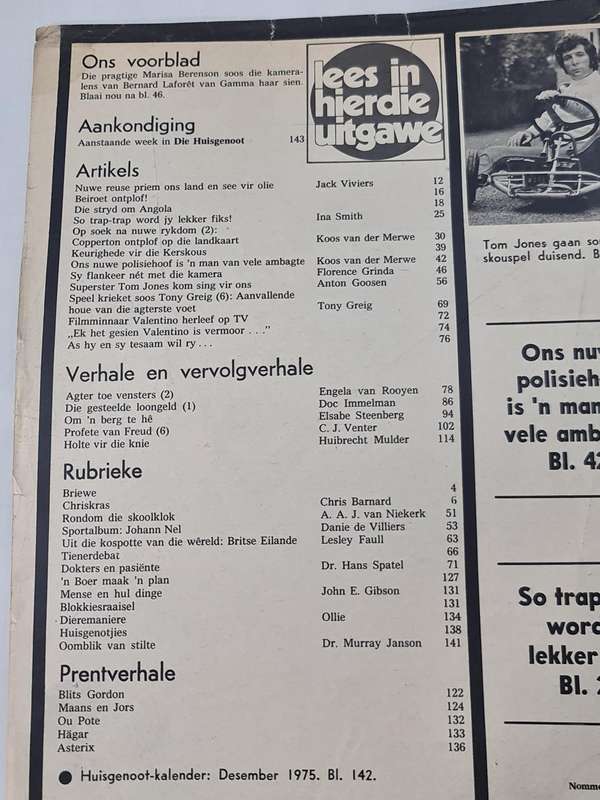 Ons voorblad
Die pragtige Marisa Berenson soos die kamera-
lens van Bernard Laforêt van Gamma haar sien.
Blaai nou na bl. 46.
Aankondiging
Aanstaande week in Die Huisgenoot 143
lees in
hierdie
uitgawe
Artikels
Nuwe reuse priem ons land en see vir olie Jack Viviers 12
Beiroet ontplof! 16
Die stryd om Angola 18
So trap-trap word jy lekker fiks! Ina Smith 25
Op soek na nuwe rykdom (2):
Copperton ontplof op die landkaart Koos van der Merwe 30
Keurighede vir die Kerskous 39
Ons nuwe polisiehoof is 'n man van vele ambagte Koos van der Merwe 42
Sy flankeer nét met die kamera Florence Grinda 46
Superster Tom Jones kom sing vir ons Anton Goosen 56
Speel krieket soos Tony Greig (6): Aanvallende
houe van die agterste voet Tony Greig 69
Filmminnaar Valentino herleef op TV 72
„Ek het gesien Valentino is vermoor . . ." 74
As hy en sy tesaam wil ry . . . 76
Verhale en vervolgverhale
Agter toe vensters (2) Engela van Rooyen 78
Die gesteelde loongeld (1) Doc Immelman 86
Om 'n berg te hê Elsabe Steenberg 94
Profete van Freud (6) C. J. Venter 102
Holte vir die knie Huibrecht Mulder 114
Rubrieke
Briewe 4
Chriskras Chris Barnard 6
Rondom die skoolklok A. A. J. van Niekerk 51
Sportalbum: Johann Nel Danie de Villiers 53
Uit die kospotte van die wêreld: Britse Eilande Lesley Faull 63
Tienerdebat 66
Dokters en pasiënte Dr. Hans Spatel 71
'n Boer maak 'n plan 127
Mense en hul dinge John E. Gibson 131
Blokkiesraaisel 131
Dieremaniere Ollie 134
Huisgenotjies 138
Oomblik van stilte Dr. Murray Janson 141
Prentverhale
Blits Gordon 122
Maans en Jors 124
Ou Pote 132
Hägar 133
Asterix 136
Huisgenoot-kalender: Desember 1975. Bl. 142.
Tom Jones gaan
skouspel duisend.
Ons
is 'n
vele
Bl. 42
So
lekker
Bl.